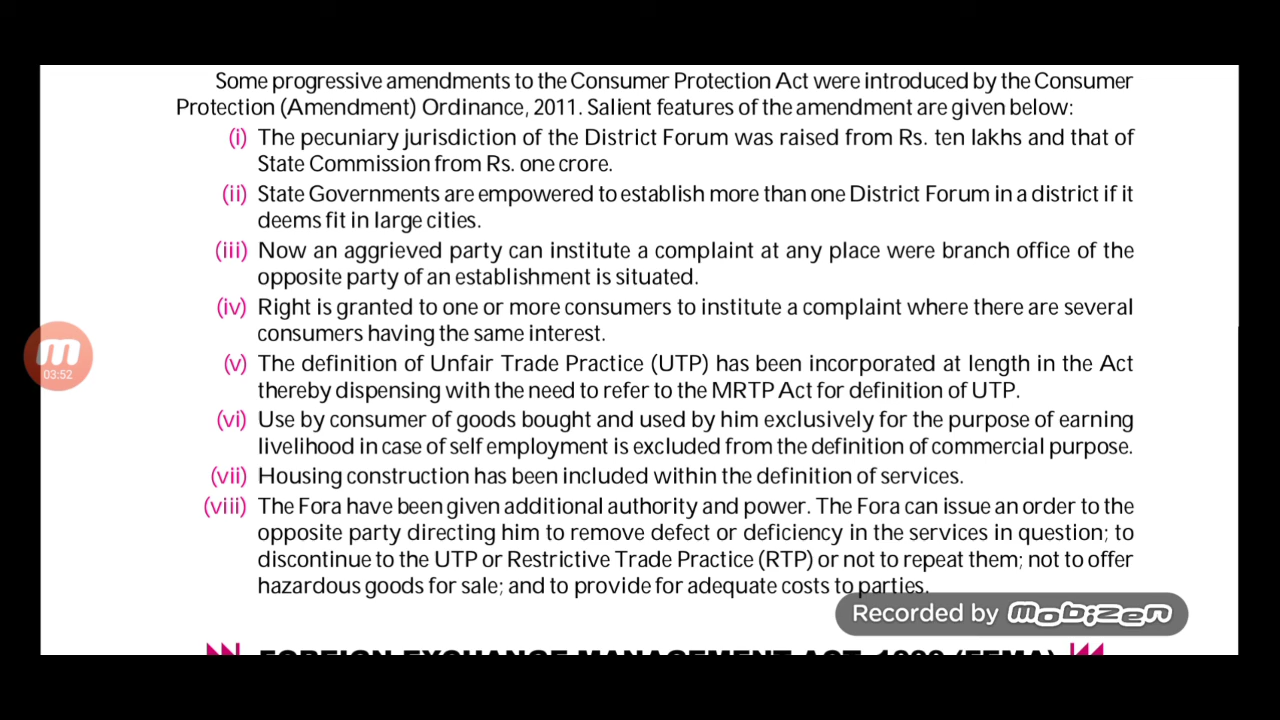 Some progressive amendments to the Consumer Protection Act were introduced by the Consumer
Protection (Amendment) Ordinance, 2011. Salient features of the amendment are given below:
(i) The pecuniary jurisdiction of the District Forum was raised from Rs. ten lakhs and that of
State Commission from Rs. one crore.
(ii) State Governments are empowered to establish more than one District Forum in a district if it
deems fit in large cities.
(iii) Now an aggrieved party can institute a complaint at any place were branch office of the
opposite party of an establishment is situated.
(iv) Right is granted to one or more consumers to institute a complaint where there are several
consumers having the same interest.
(v) The definition of Unfair Trade Practice (UTP) has been incorporated at length in the Act
thereby dispensing with the need to refer to the MRTP Act for definition of UTP.
(vi) Use by consumer of goods bought and used by him exclusively for the purpose of earning
livelihood in case of self employment is excluded from the definition of commercial purpose.
(vii) Housing construction has been included within the definition of services.
(viii) The Fora have been given additional authority and power. The Fora can issue an order to the
opposite party directing him to remove defect or deficiency in the services in question; to
discontinue to the UTP or Restrictive Trade Practice (RTP) or not to repeat them; not to offer
hazardous goods for sale; and to provide for adequate costs to parties.
FOREIGN EXCHANGE MANAGEMENT ACT, 1999 (FEMA)
m
03:52
Recorded by mobizen